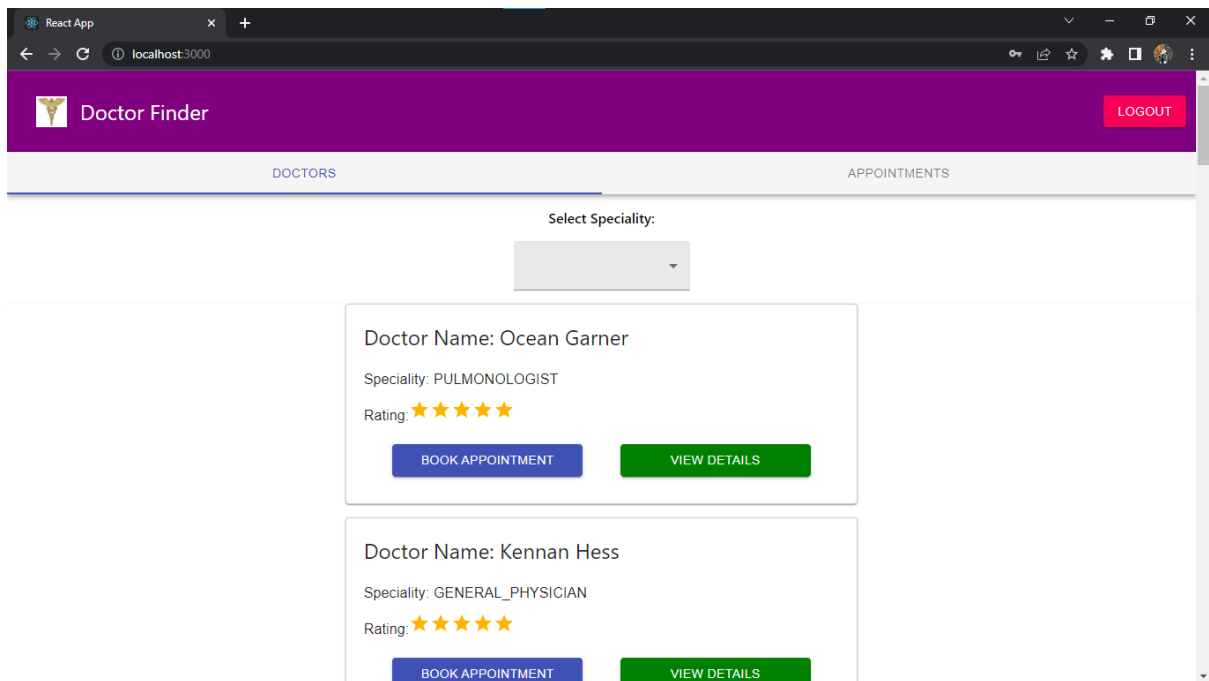 React App
localhost:3000
Doctor Finder
LOGOUT
DOCTORS APPOINTMENTS
Select Speciality:
Doctor Name: Ocean Garner
Speciality: PULMONOLOGIST
Rating:
BOOK APPOINTMENT VIEW DETAILS
Doctor Name: Kennan Hess
Speciality: GENERAL_PHYSICIAN
Rating:
BOOK APPOINTMENT VIEW DETAILS